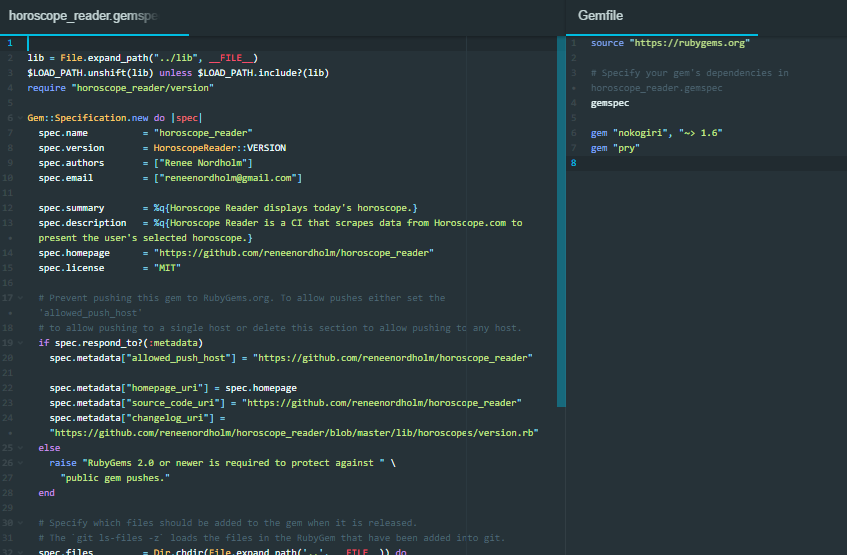 horoscope_reader.gemspe
1
2 lib = File.expand_path("../lib", __FILE__)
3 $LOAD_PATH.unshift(lib) unless $LOAD_PATH.include?(lib)
4 require "horoscope_reader/version"
5
6 Gem::Specification.new do |spec|
7 spec.name = "horoscope_reader"
8 spec.version = HoroscopeReader::VERSION
9 spec.authors = ["Renee Nordholm"]
10 spec.email = ["reneenordholm@gmail.com"]
11
12 spec.summary = %q{Horoscope Reader displays today's horoscope.}
13 spec.description = %q{Horoscope Reader is a CI that scrapes data from Horoscope.com to
• present the user's selected horoscope.}
14 spec.homepage = "https://github.com/reneenordholm/horoscope_reader"
15 spec.license = "MIT"
16
17 # Prevent pushing this gem to RubyGems.org. To allow pushes either set the
• 'allowed_push_host'
18 # to allow pushing to a single host or delete this section to allow pushing to any host.
19 if spec.respond_to?(:metadata)
20 spec.metadata["allowed_push_host"] = "https://github.com/reneenordholm/horoscope_reader"
21
22 spec.metadata["homepage_uri"] = spec.homepage
23 spec.metadata["source_code_uri"] = "https://github.com/reneenordholm/horoscope_reader"
24 spec.metadata["changelog_uri"] =
• "https://github.com/reneenordholm/horoscope_reader/blob/master/lib/horoscopes/version.rb"
25 else
26 raise "RubyGems 2.0 or newer is required to protect against " \
27 "public gem pushes."
28 end
29
30 # Specify which files should be added to the gem when it is released.
31 # The `git ls-files -z` loads the files in the RubyGem that have been added into git.
32 spec.files = Dir.chdir(File.expand_path('..', __FILE__)) do
Gemfile
1 source "https://rubygems.org"
2
3 # Specify your gem's dependencies in
• horoscope_reader.gemspec
4 gemspec
5
6 gem "nokogiri", "~> 1.6"
7 gem "pry"
8